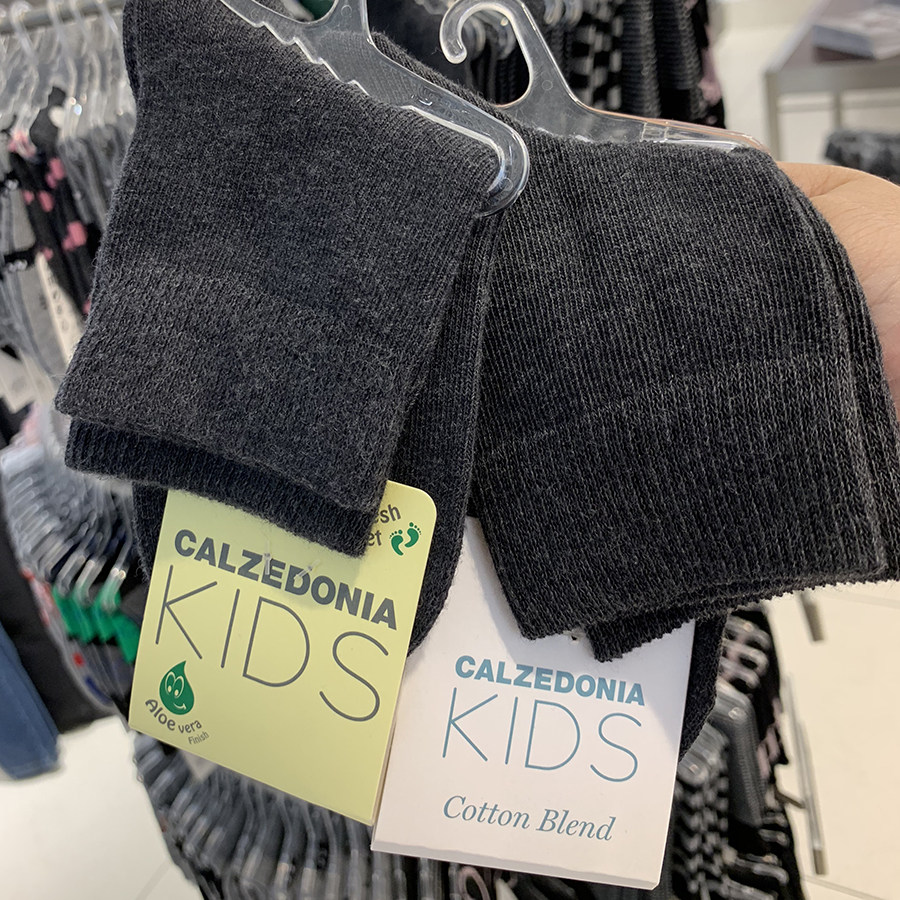 CALZEDONIA
KIDS
Aloe vera
Finish
CALZEDONIA
KIDS
Cotton Blend